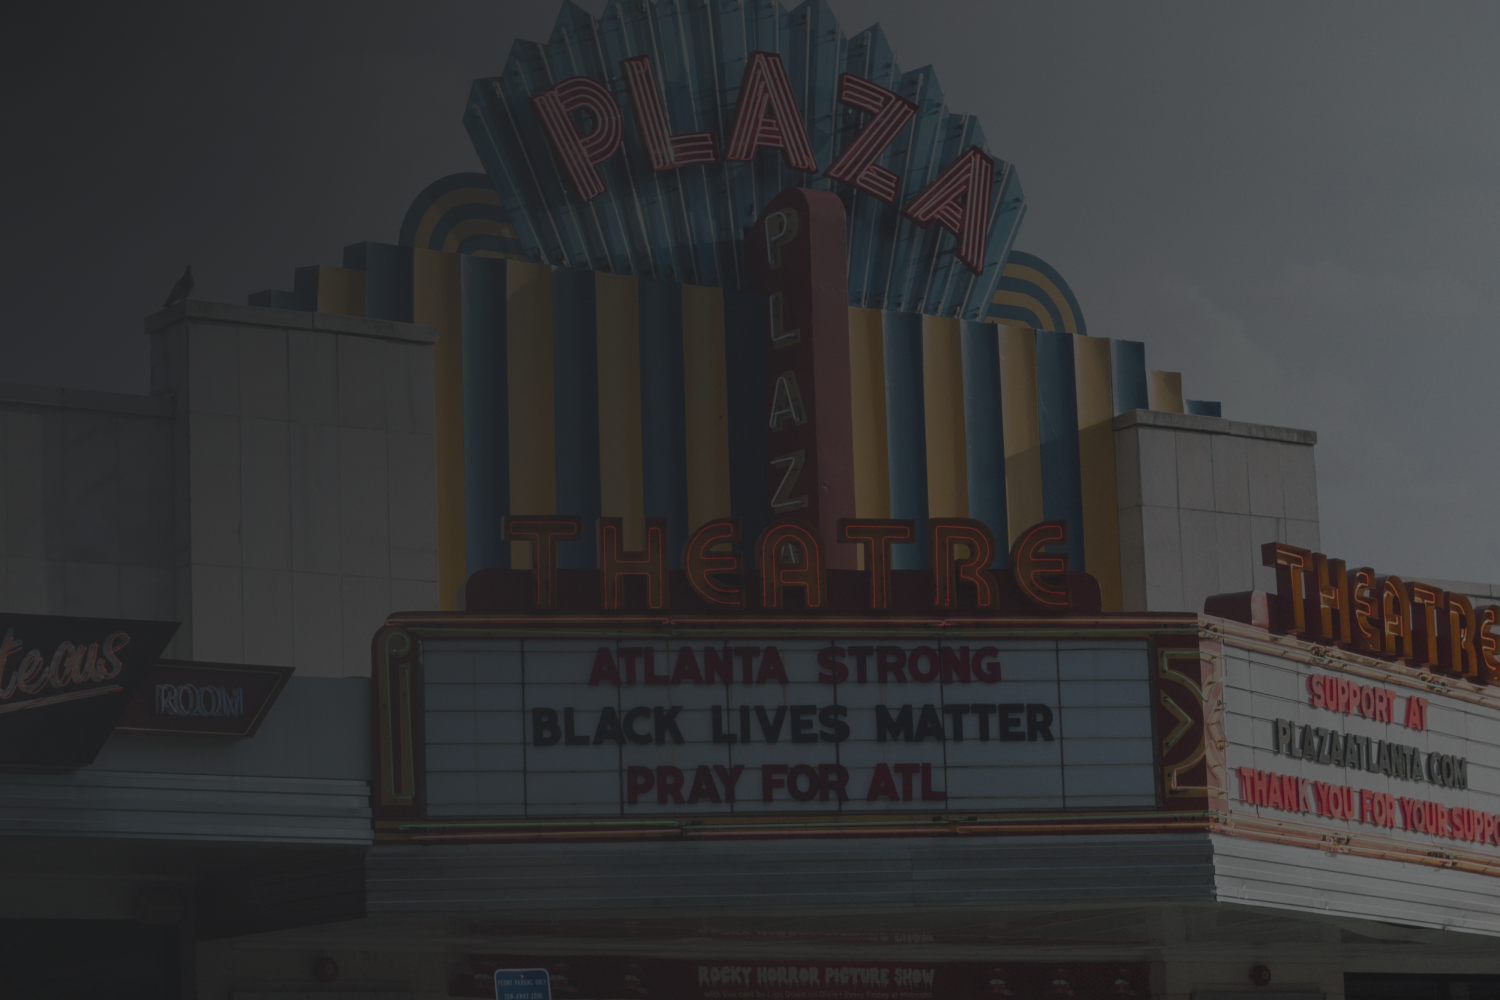 PLAZA
PLAZA
THEATRE
THEATRE
ATLANTA STRONG
BLACK LIVES MATTER
PRAY FOR ATL
SUPPORT AT
PLAZAATLANTA.COM
THANK YOU FOR YOUR SUPPO
teous
ROOM
ROCKY HORROR PICTURE SHOW